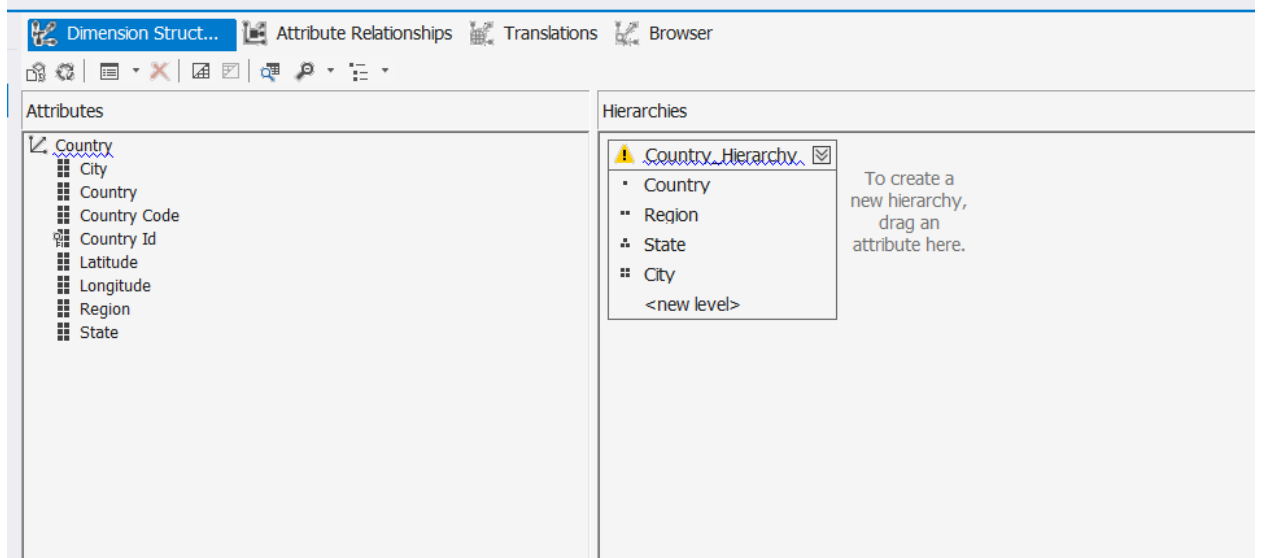 Dimension Struct... Attribute Relationships Translations Browser
Attributes
Hierarchies
Country
City
Country
Country Code
Country Id
Latitude
Longitude
Region
State
Country_Hierarchy
Country
Region
State
City
<new level>
To create a
new hierarchy,
drag an
attribute here.